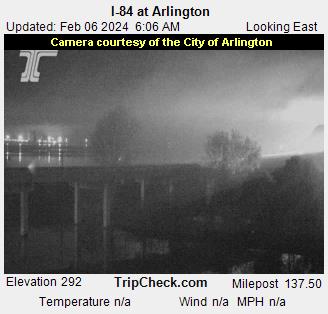 I-84 at Arlington
Updated: Feb 06 2024 6:06 AM Looking East
Camera courtesy of the City of Arlington
Elevation 292 TripCheck.com Milepost 137.50
Temperature n/a Wind n/a MPH n/a